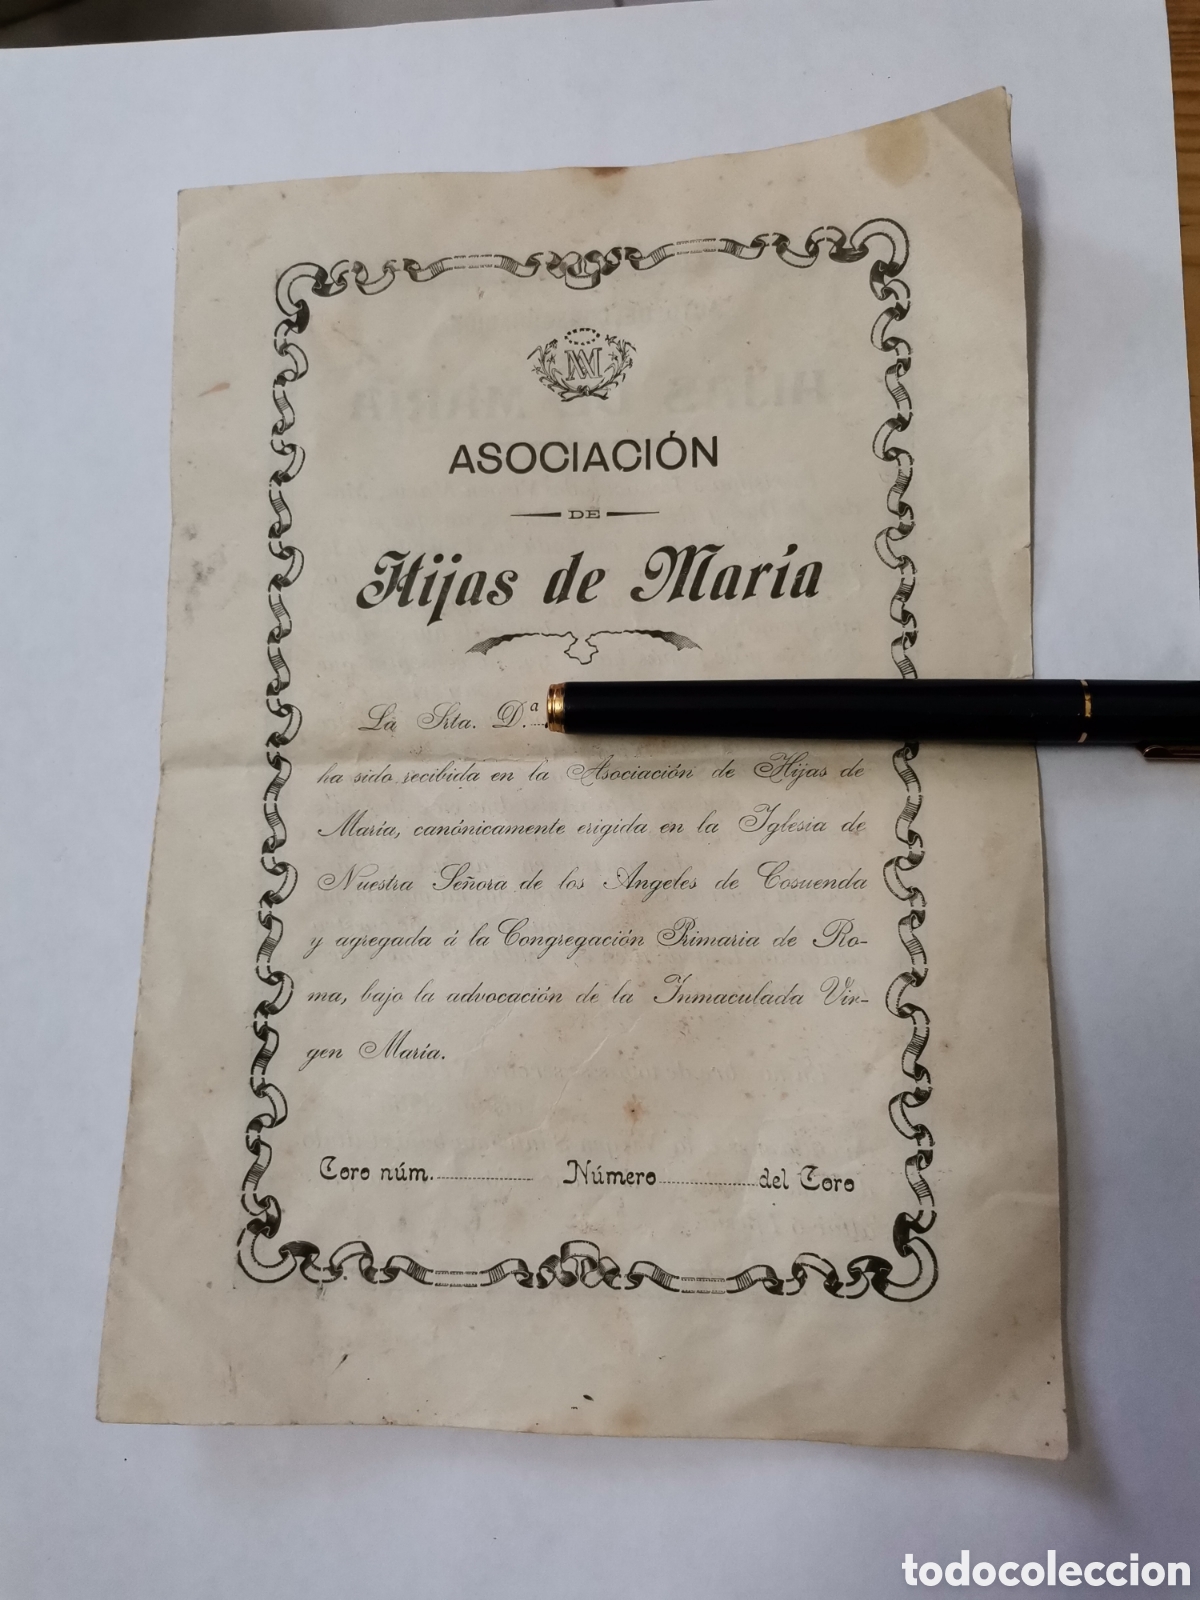 ASOCIACIÓN
DE
Hijas de María
La Srta. D.ª
ha sido recibida en la Asociación de Hijas de
María, canónicamente erigida en la Iglesia de
Nuestra Señora de los Angeles de Cosuenda
y agregada á la Congregación Primaria de Ro-
ma, bajo la advocación de la Inmaculada Vir-
gen María.
Coro núm. Número del Coro
todocoleccion